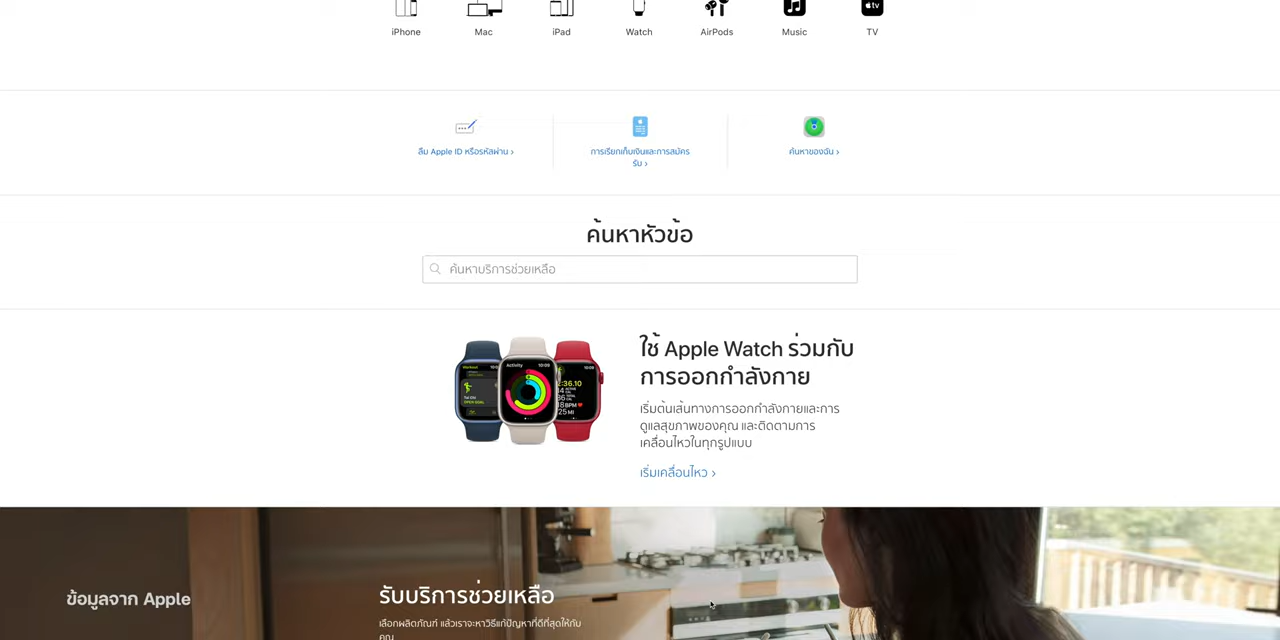 iPhone
Mac
iPad
Watch
AirPods
Music
TV
tv
ลืม Apple ID หรือรหัสผ่าน ›
การเรียกเก็บเงินและการสมัคร
รับ ›
ค้นหาของฉัน ›
ค้นหาหัวข้อ
ค้นหาบริการช่วยเหลือ
ใช้ Apple Watch ร่วมกับ
การออกกำลังกาย
เริ่มต้นเส้นทางการออกกำลังกายและการ
ดูแลสุขภาพของคุณ และติดตามการ
เคลื่อนไหวในทุกรูปแบบ
เริ่มเคลื่อนไหว ›
Workout
Activity
10:09
OPEN GOAL
ข้อมูลจาก Apple
รับบริการช่วยเหลือ
เลือกผลิตภัณฑ์ แล้วเราจะหาวิธีแก้ปัญหาที่ดีที่สุดให้กับ
คุณ